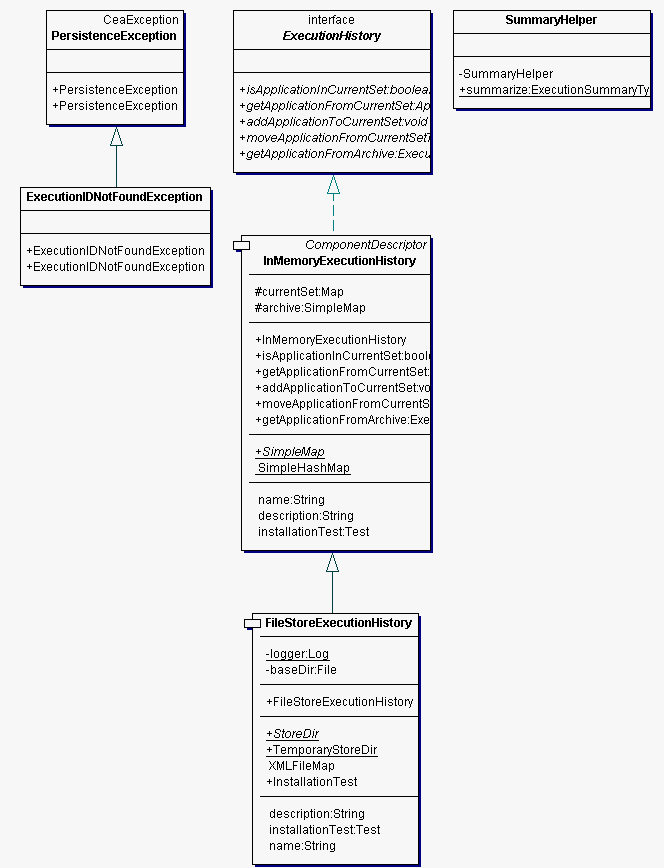 CeaException
PersistenceException
+PersistenceException
+PersistenceException
interface
ExecutionHistory
+isApplicationInCurrentSet:boolea
+getApplicationFromCurrentSet:Ap
+addApplicationToCurrentSet:void
+moveApplicationFromCurrentSetT
+getApplicationFromArchive:Execu
SummaryHelper
-SummaryHelper
+summarize:ExecutionSummaryTy
ExecutionIDNotFoundException
+ExecutionIDNotFoundException
+ExecutionIDNotFoundException
ComponentDescriptor
InMemoryExecutionHistory
#currentSet:Map
#archive:SimpleMap
+InMemoryExecutionHistory
+isApplicationInCurrentSet:boole
+getApplicationFromCurrentSet:
+addApplicationToCurrentSet:vo
+moveApplicationFromCurrentS
+getApplicationFromArchive:Exe
+SimpleMap
SimpleHashMap
name:String
description:String
installationTest:Test
FileStoreExecutionHistory
-logger:Log
-baseDir:File
+FileStoreExecutionHistory
+StoreDir
+TemporaryStoreDir
XMLFileMap
+InstallationTest
description:String
installationTest:Test
name:String